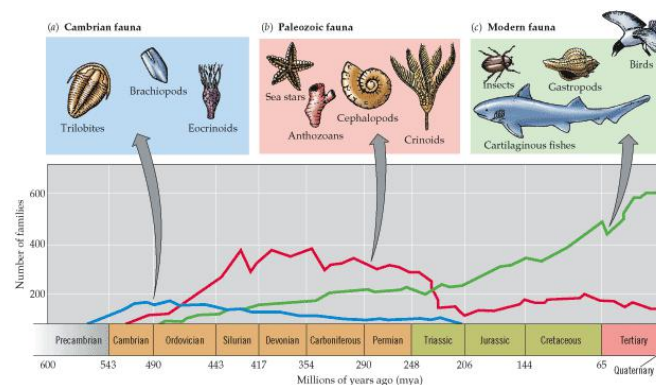 (a) Cambrian fauna
Brachiopods
Trilobites
Eocrinoids
(b) Paleozoic fauna
Sea stars
Cephalopods
Anthozoans
Crinoids
(c) Modern fauna
Birds
Insects
Gastropods
Cartilaginous fishes
Number of families
600
400
200
Precambrian Cambrian Ordovician Silurian Devonian Carboniferous Permian Triassic Jurassic Cretaceous Tertiary
600 543 490 443 417 354 290 248 206 144 65
Quaternary
Millions of years ago (mya)